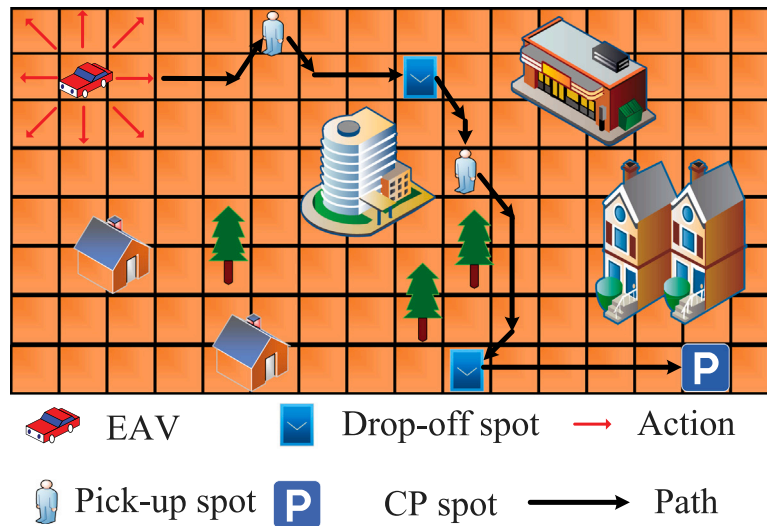 P
EAV
Drop-off spot
Action
Pick-up spot
P
CP spot
Path